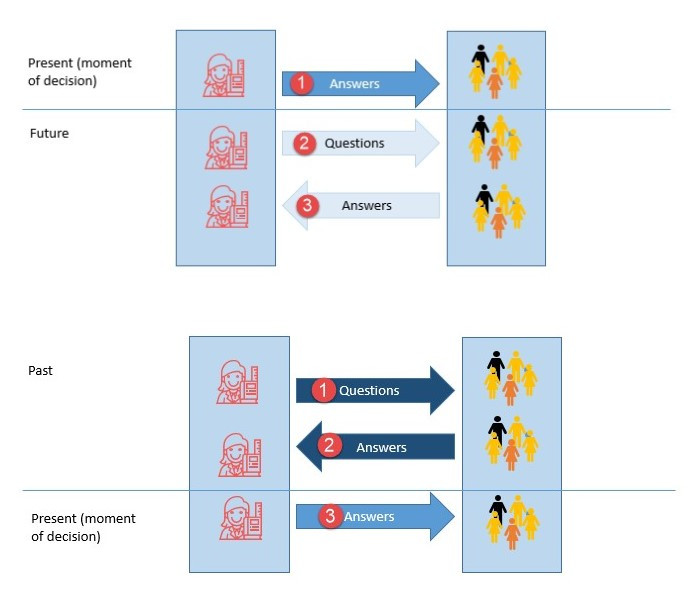 Present (moment
of decision)
1 Answers
Future
2 Questions
3 Answers
Past
1 Questions
2 Answers
Present (moment
of decision)
3 Answers